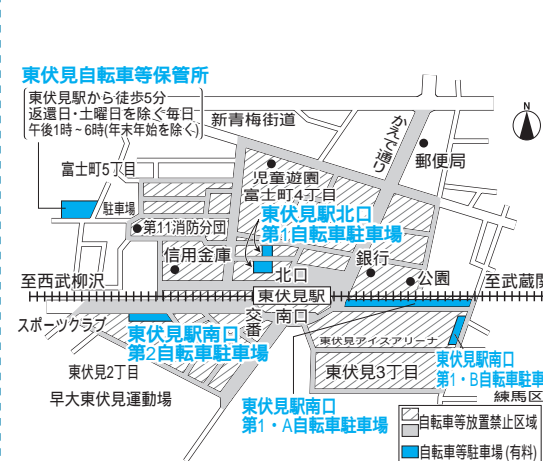 東伏見自転車等保管所
東伏見駅から徒歩5分
返還日・土曜日を除く毎日
午後1時~6時(年末年始を除く)
新青梅街道
かえで通り
N
郵便局
富士町5丁目
児童遊園
富士町4丁目
駐車場
東伏見駅北口
第1自転車駐車場
第11消防分団
信用金庫
銀行
公園
北口
至西武柳沢
至武蔵関
東伏見駅
スポーツクラブ
交番
南口
東伏見駅南口
第2自転車駐車場
東伏見アイスアリーナ
東伏見2丁目
東伏見3丁目
東伏見駅南口
第1・B自転車駐車
練馬区
早大東伏見運動場
東伏見駅南口
第1・A自転車駐車場
自転車等放置禁止区域
自転車等駐車場(有料)